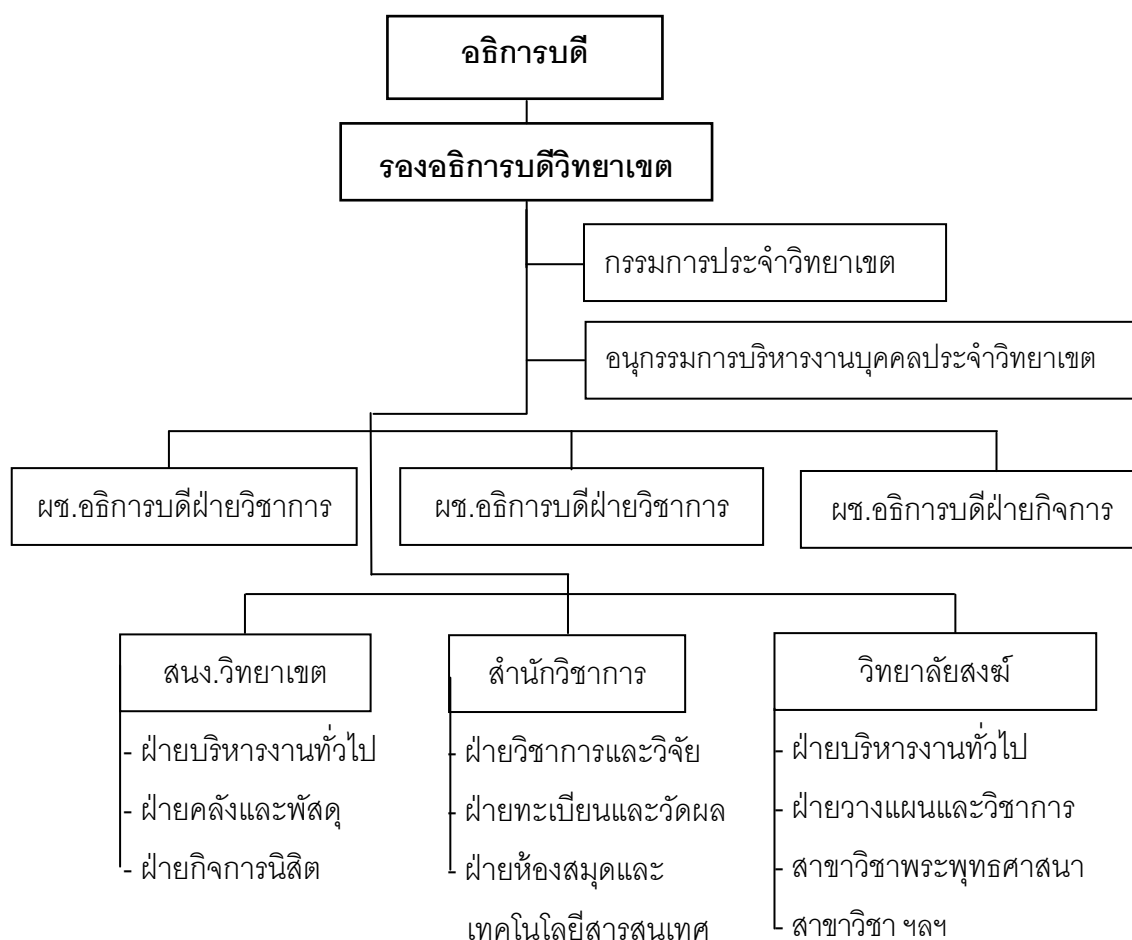 อธิการบดี
รองอธิการบดีวิทยาเขต
กรรมการประจำวิทยาเขต
อนุกรรมการบริหารงานบุคคลประจำวิทยาเขต
ผช.อธิการบดีฝ่ายวิชาการ
ผช.อธิการบดีฝ่ายวิชาการ
ผช.อธิการบดีฝ่ายกิจการ
สนง.วิทยาเขต
- ฝ่ายบริหารงานทั่วไป
- ฝ่ายคลังและพัสดุ
- ฝ่ายกิจการนิสิต
สำนักวิชาการ
- ฝ่ายวิชาการและวิจัย
- ฝ่ายทะเบียนและวัดผล
- ฝ่ายห้องสมุดและ
เทคโนโลยีสารสนเทศ
วิทยาลัยสงฆ์
- ฝ่ายบริหารงานทั่วไป
- ฝ่ายวางแผนและวิชาการ
- สาขาวิชาพระพุทธศาสนา
- สาขาวิชา ฯลฯ